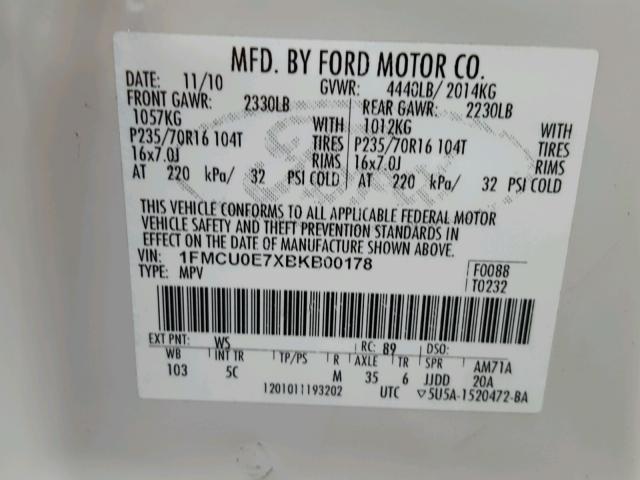 MFD. BY FORD MOTOR CO.
DATE: 11/10 GVWR: 4440LB/ 2014KG
FRONT GAWR: 2330LB REAR GAWR: 2230LB
1057KG WITH 1012KG WITH
P235/70R16 104T TIRES P235/70R16 104T TIRES
16x7.0J RIMS 16x7.0J RIMS
AT 220 kPa/ 32 PSI COLD AT 220 kPa/ 32 PSI COLD
THIS VEHICLE CONFORMS TO ALL APPLICABLE FEDERAL MOTOR
VEHICLE SAFETY AND THEFT PREVENTION STANDARDS IN
EFFECT ON THE DATE OF MANUFACTURE SHOWN ABOVE.
VIN: 1FMCU0E7XBKB00178 F0088
TYPE: MPV T0232
EXT PNT: WS RC: 89 DSO:
WB INT TR TP/PS R AXLE TR SPR AM71A
103 5C M 35 6 JJDD 20A
1201011193202 UTC ▽5U5A-1520472-BA